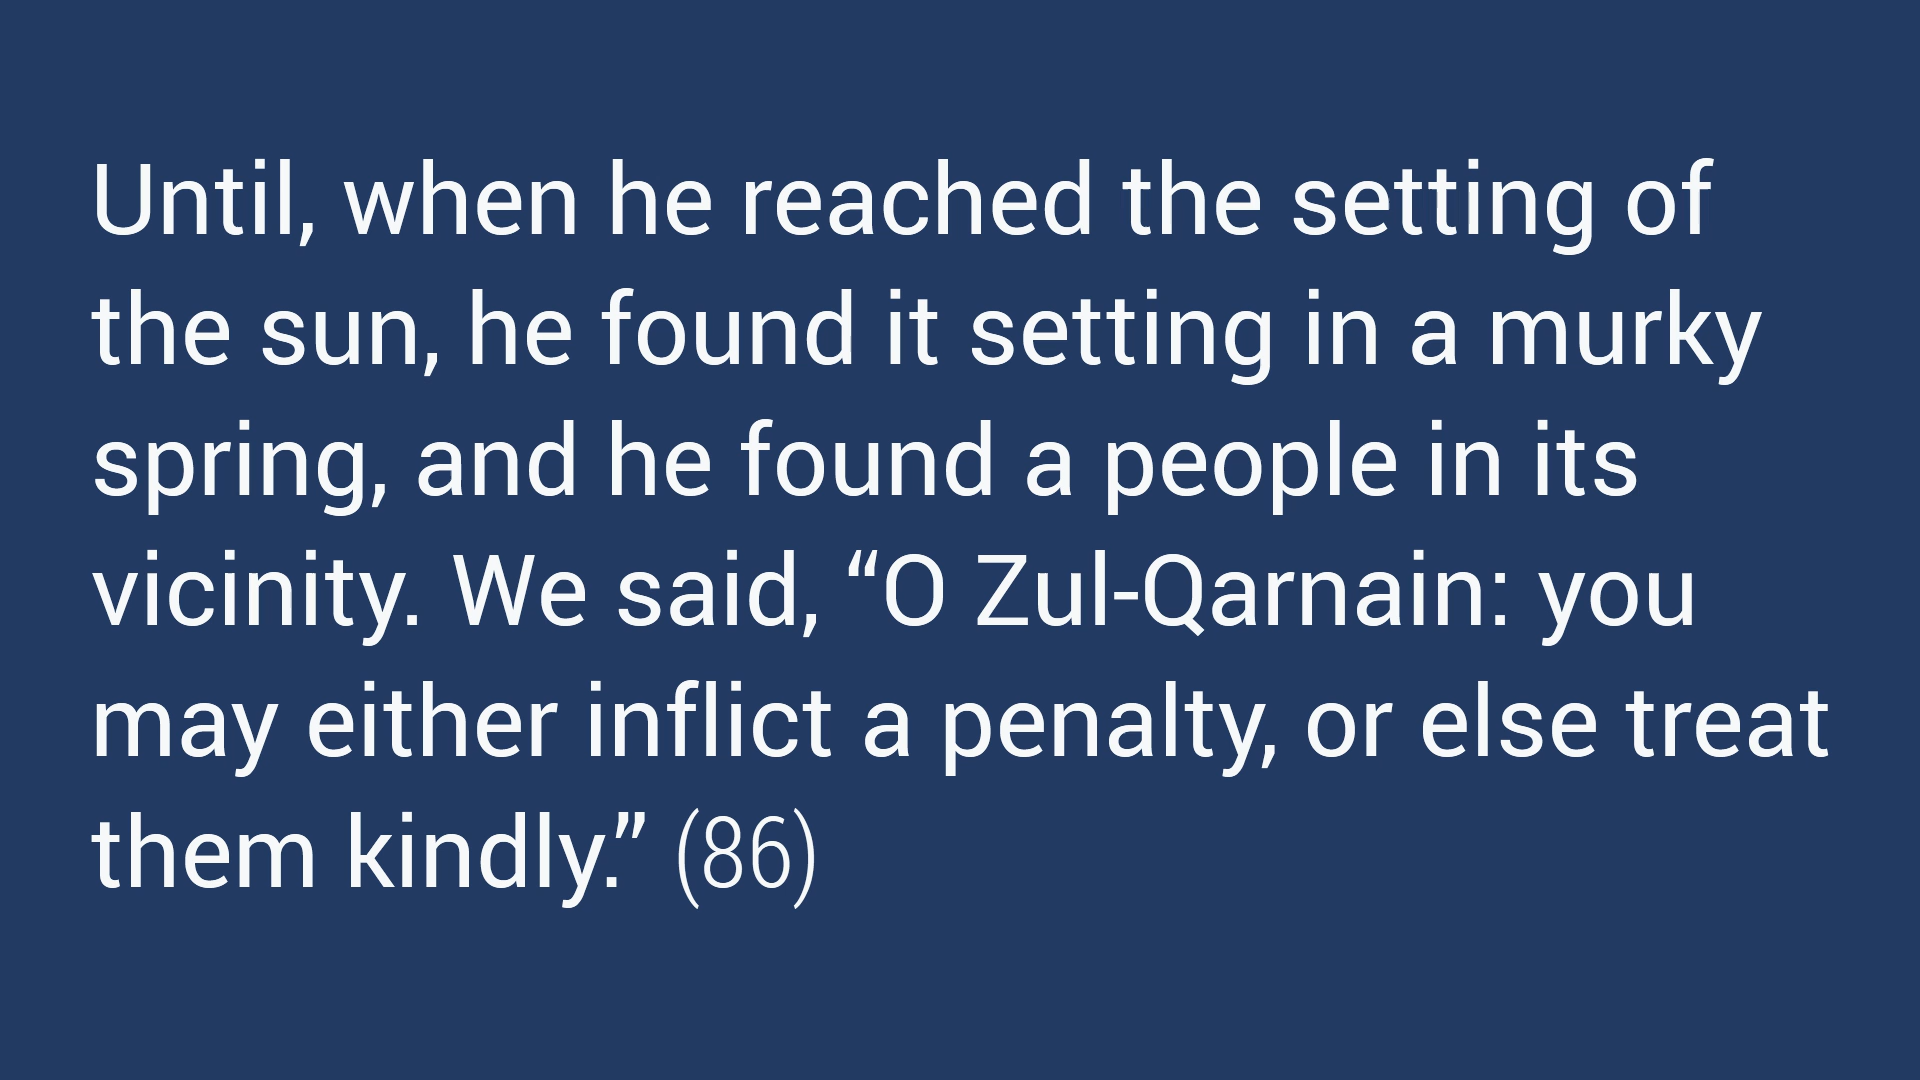 Until, when he reached the setting of
the sun, he found it setting in a murky
spring, and he found a people in its
vicinity. We said, “O Zul-Qarnain: you
may either inflict a penalty, or else treat
them kindly.” (86)